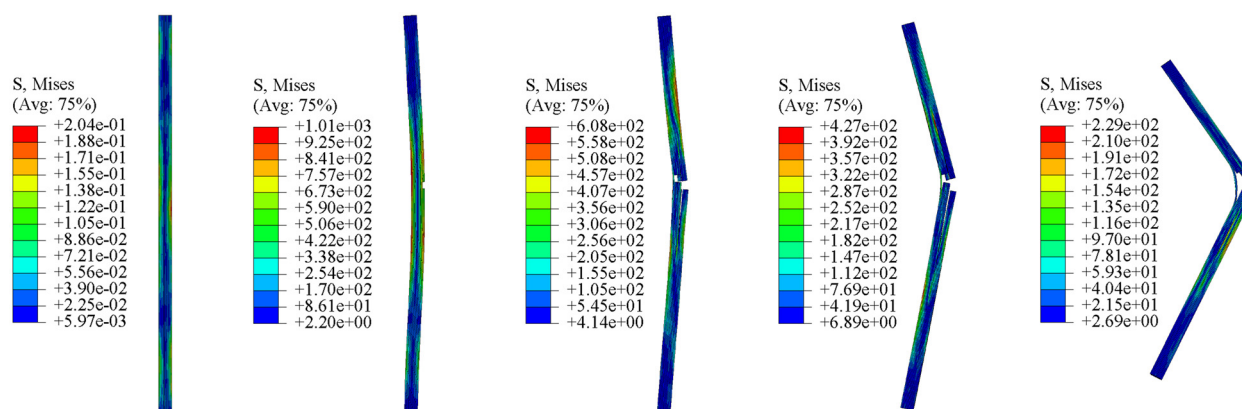 S, Mises
(Avg: 75%)
+2.04e-01
+1.88e-01
+1.71e-01
+1.55e-01
+1.38e-01
+1.22e-01
+1.05e-01
+8.86e-02
+7.21e-02
+5.56e-02
+3.90e-02
+2.25e-02
+5.97e-03
S, Mises
(Avg: 75%)
+1.01e+03
+9.25e+02
+8.41e+02
+7.57e+02
+6.73e+02
+5.90e+02
+5.06e+02
+4.22e+02
+3.38e+02
+2.54e+02
+1.70e+02
+8.61e+01
+2.20e+00
S, Mises
(Avg: 75%)
+6.08e+02
+5.58e+02
+5.08e+02
+4.57e+02
+4.07e+02
+3.56e+02
+3.06e+02
+2.56e+02
+2.05e+02
+1.55e+02
+1.05e+02
+5.45e+01
+4.14e+00
S, Mises
(Avg: 75%)
+4.27e+02
+3.92e+02
+3.57e+02
+3.22e+02
+2.87e+02
+2.52e+02
+2.17e+02
+1.82e+02
+1.47e+02
+1.12e+02
+7.69e+01
+4.19e+01
+6.89e+00
S, Mises
(Avg: 75%)
+2.29e+02
+2.10e+02
+1.91e+02
+1.72e+02
+1.54e+02
+1.35e+02
+1.16e+02
+9.70e+01
+7.81e+01
+5.93e+01
+4.04e+01
+2.15e+01
+2.69e+00